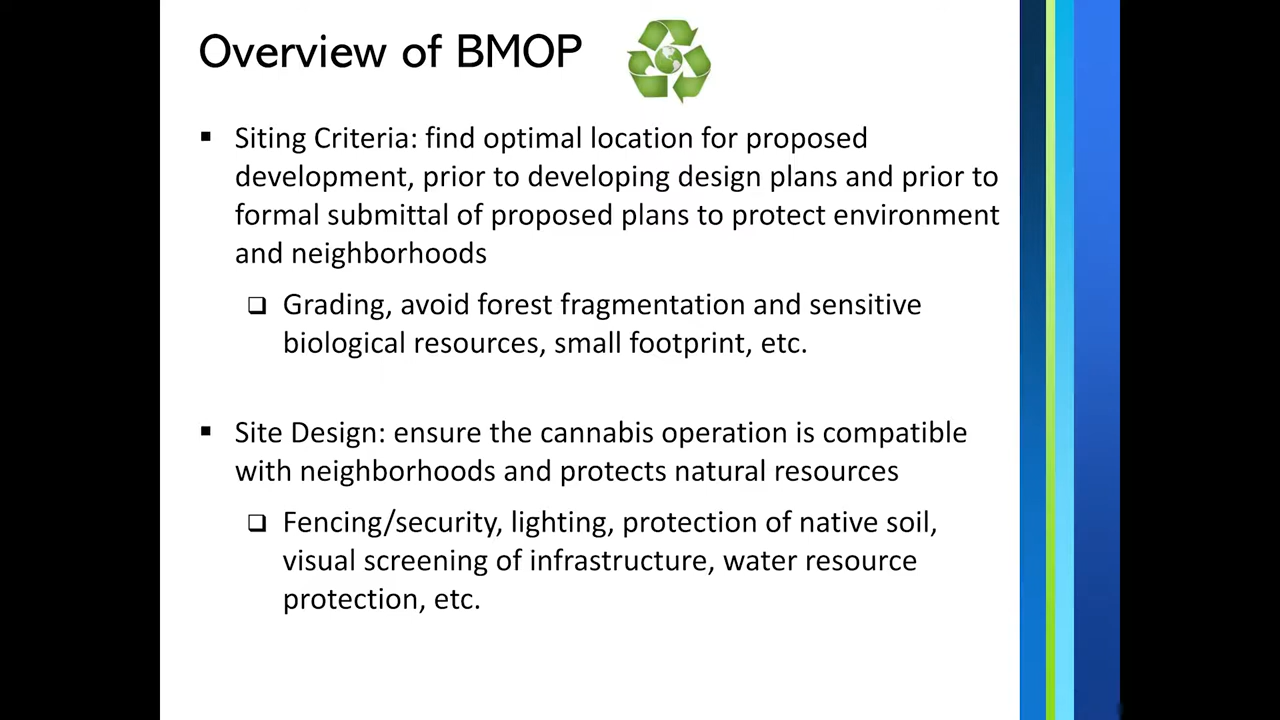 Overview of BMOP
▪ Siting Criteria: find optimal location for proposed
development, prior to developing design plans and prior to
formal submittal of proposed plans to protect environment
and neighborhoods
❑ Grading, avoid forest fragmentation and sensitive
biological resources, small footprint, etc.
▪ Site Design: ensure the cannabis operation is compatible
with neighborhoods and protects natural resources
❑ Fencing/security, lighting, protection of native soil,
visual screening of infrastructure, water resource
protection, etc.